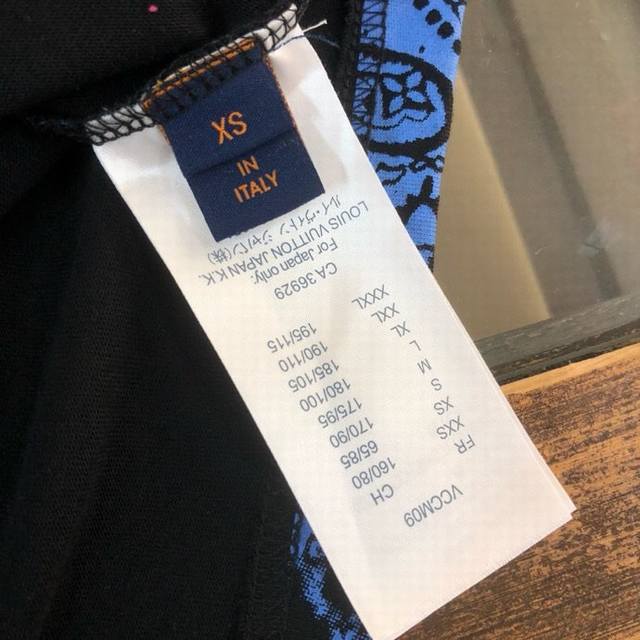 XS
IN
ITALY
VCCM09
FR CH
XXS 160/80
XS 65/85
S 170/90
M 175/95
L 180/100
XL 185/105
XXL 190/110
XXXL 195/115
CA 36929
For Japan only:
LOUIS VUITTON JAPAN K.K.
ルイ・ヴィトン ジャパン(株)